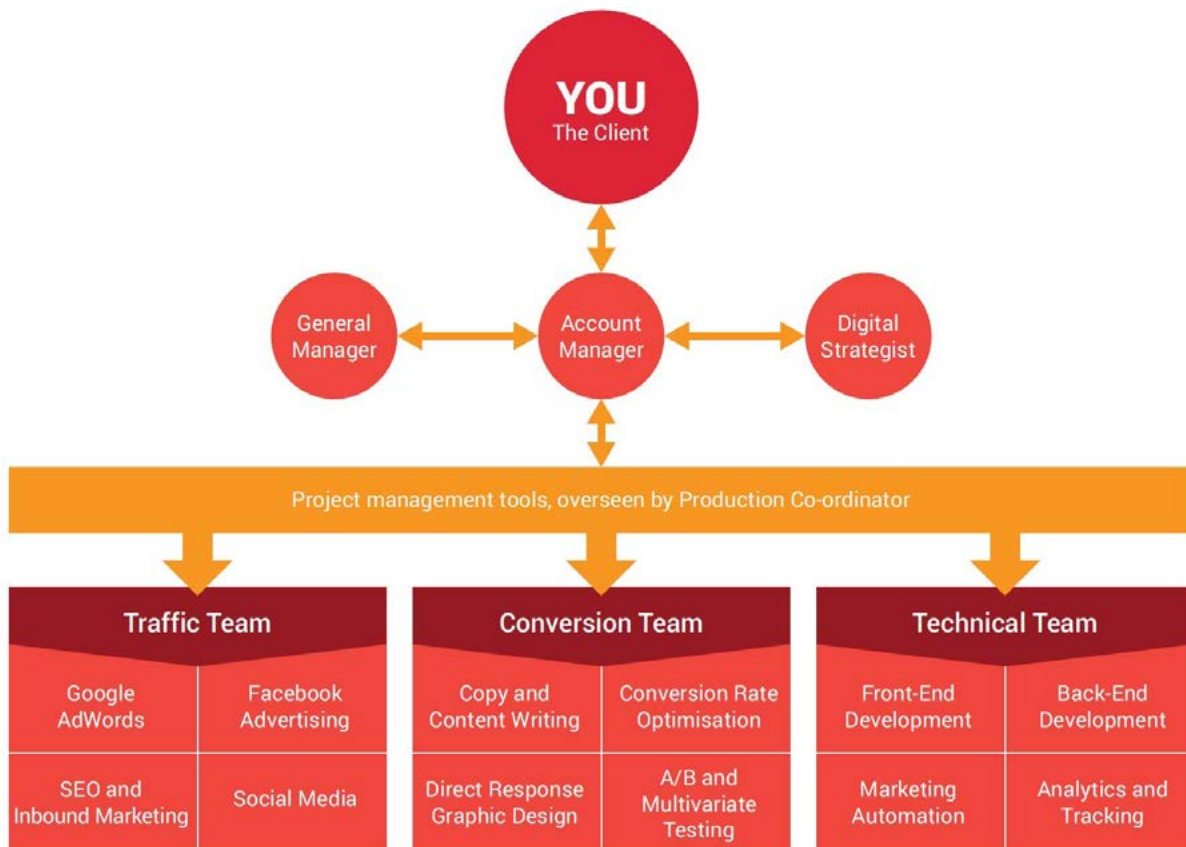 YOU
The Client
General
Manager
Account
Manager
Digital
Strategist
Project management tools, overseen by Production Co-ordinator
Traffic Team
Google
AdWords
Facebook
Advertising
SEO and
Inbound Marketing
Social Media
Conversion Team
Copy and
Content Writing
Conversion Rate
Optimisation
Direct Response
Graphic Design
A/B and
Multivariate
Testing
Technical Team
Front-End
Development
Back-End
Development
Marketing
Automation
Analytics and
Tracking